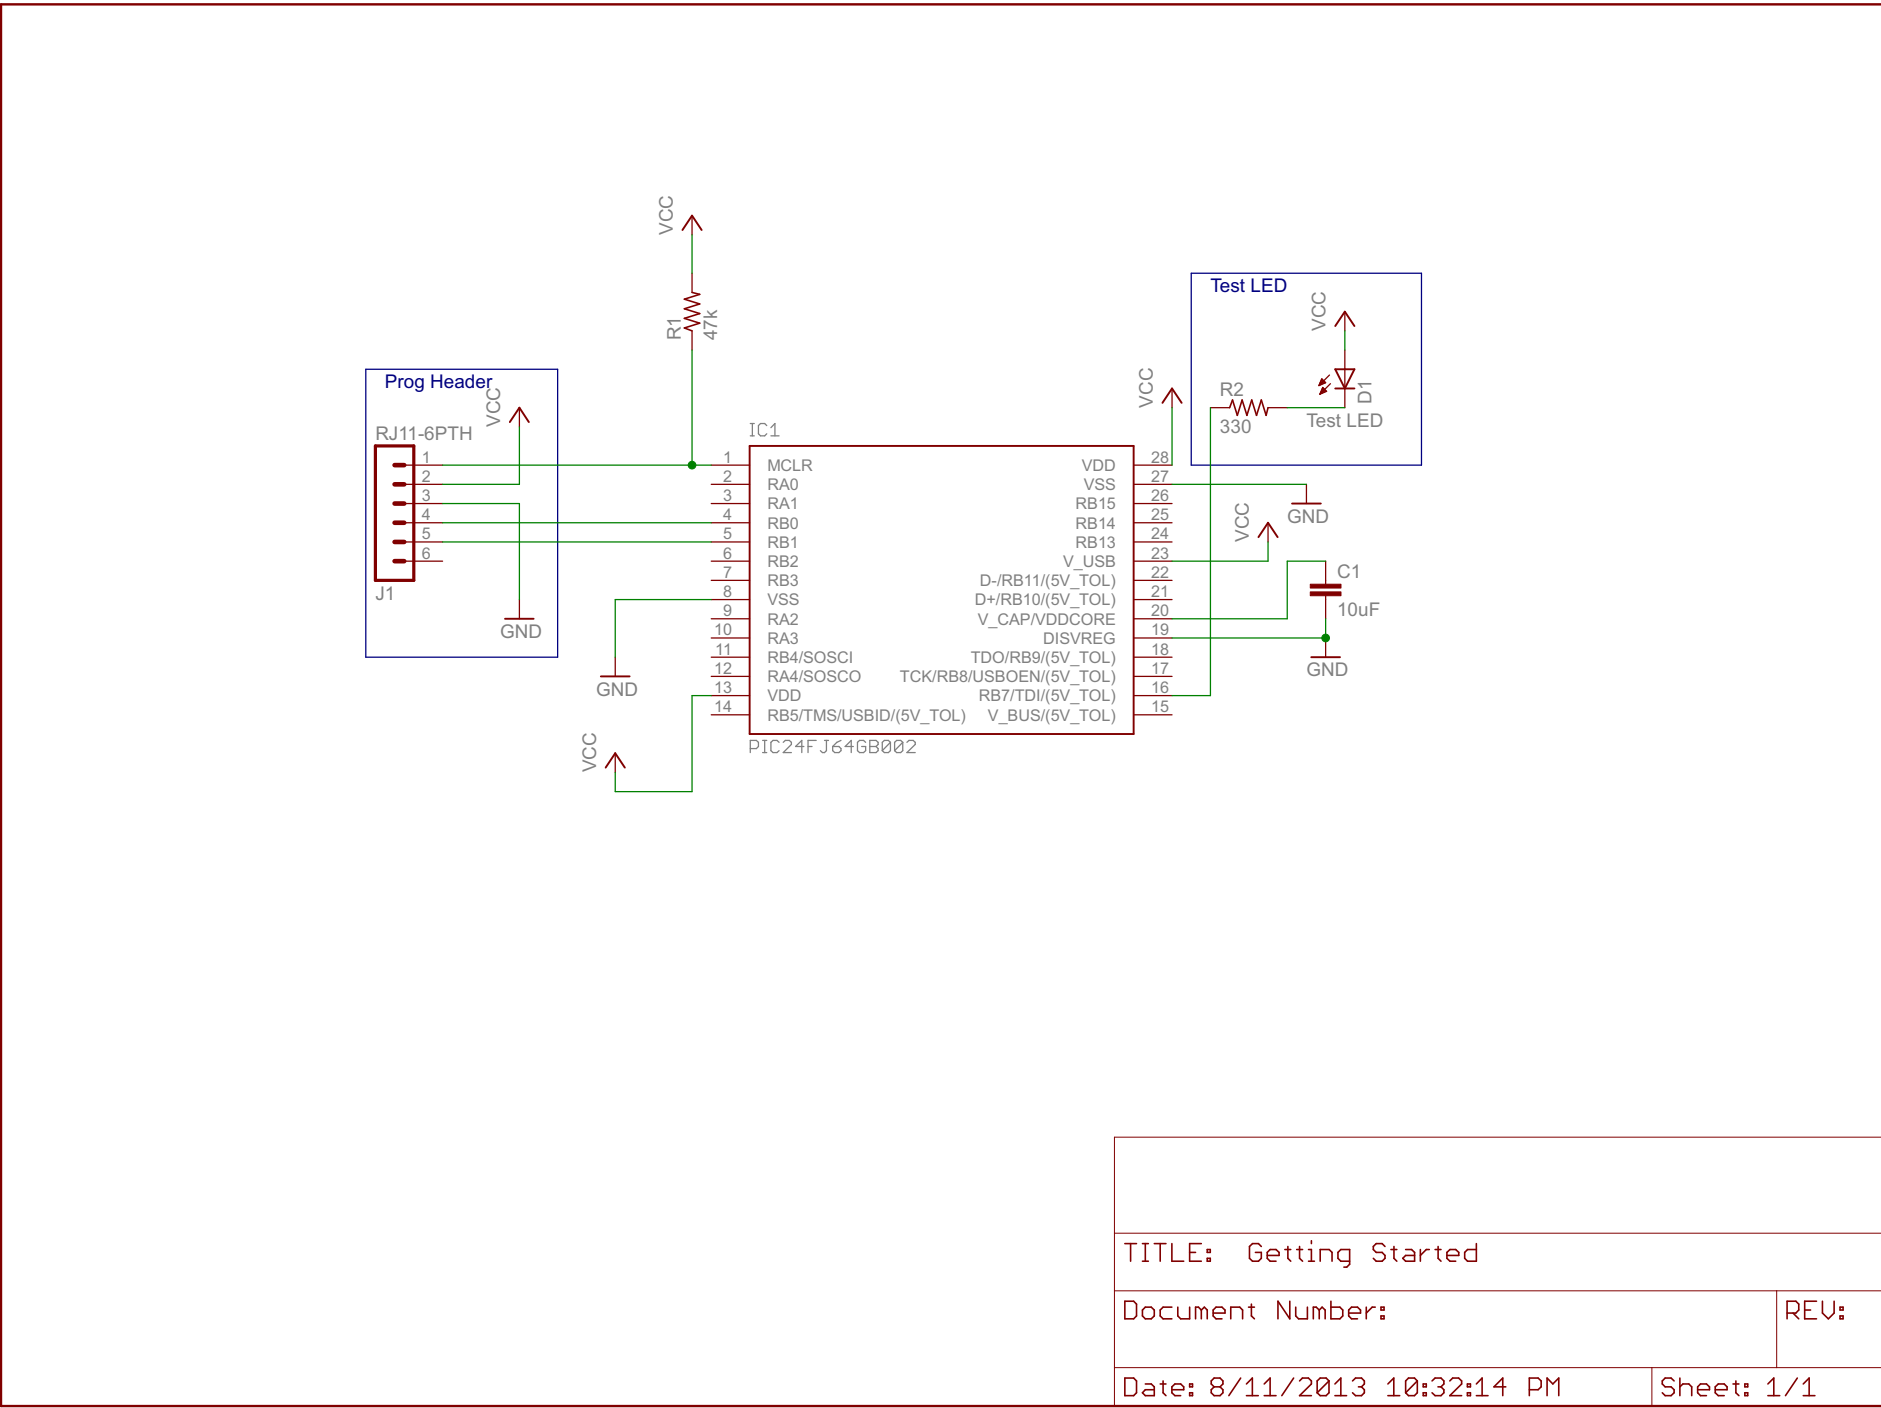 VCC
R1
47k
Prog Header
VCC
RJ11-6PTH
1
2
3
4
5
6
J1
GND
GND
VCC
IC1
1 MCLR
2 RA0
3 RA1
4 RB0
5 RB1
6 RB2
7 RB3
8 VSS
9 RA2
10 RA3
11 RB4/SOSCI
12 RA4/SOSCO
13 VDD
14 RB5/TMS/USBID/(5V_TOL)
VDD 28
VSS 27
RB15 26
RB14 25
RB13 24
V_USB 23
D-/RB11/(5V_TOL) 22
D+/RB10/(5V_TOL) 21
V_CAP/VDDCORE 20
DISVREG 19
TDO/RB9/(5V_TOL) 18
TCK/RB8/USBOEN/(5V_TOL) 17
RB7/TDI/(5V_TOL) 16
V_BUS/(5V_TOL) 15
PIC24FJ64GB002
VCC
Test LED
VCC
R2
330
D1
Test LED
GND
VCC
C1
10uF
GND
TITLE: Getting Started
Document Number:
REV:
Date: 8/11/2013 10:32:14 PM
Sheet: 1/1